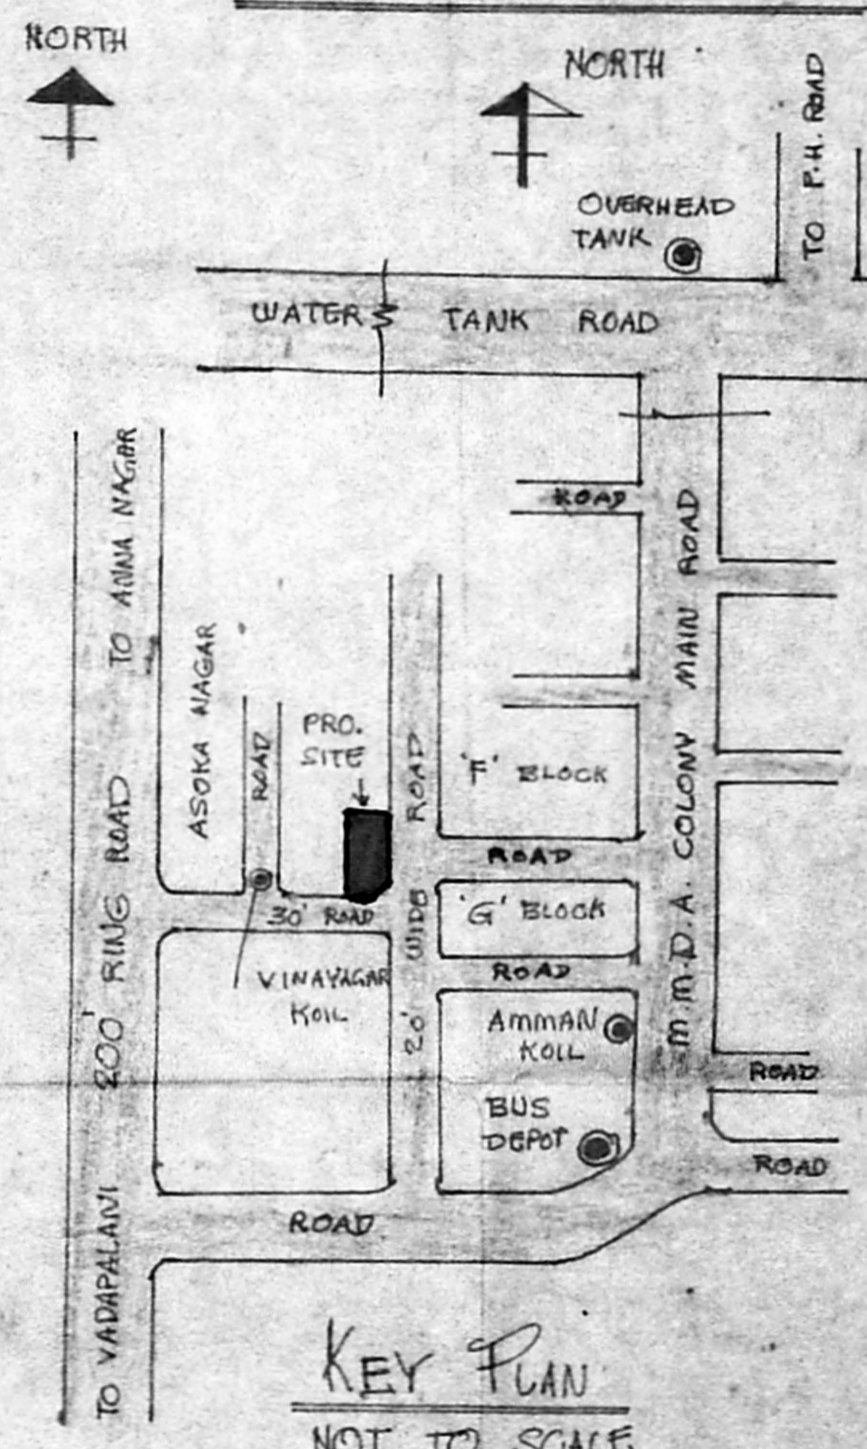 NORTH
NORTH
TO P.H. ROAD
OVERHEAD
TANK
WATER TANK ROAD
ROAD
TO ANNA NAGAR
ASOKA NAGAR
ROAD
PRO.
SITE
20' WIDE ROAD
'F' BLOCK
M.M.D.A. COLONY MAIN ROAD
ROAD
'G' BLOCK
30' ROAD
200' RING ROAD
VINAYAGAR
KOIL
ROAD
AMMAN
KOIL
ROAD
BUS
DEPOT
ROAD
ROAD
TO VADAPALANI
KEY PLAN
NOT TO SCALE